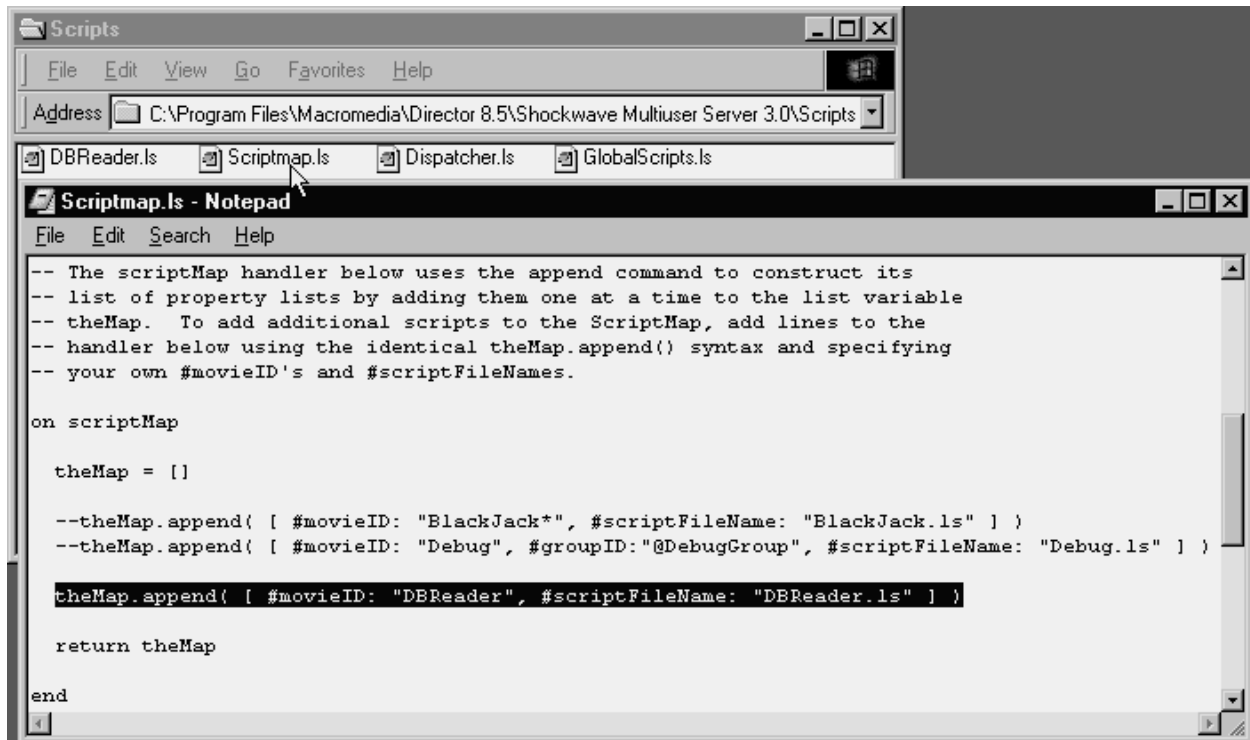 Scripts
File Edit View Go Favorites Help
Address C:\Program Files\Macromedia\Director 8.5\Shockwave Multiuser Server 3.0\Scripts
DBReader.ls Scriptmap.ls Dispatcher.ls GlobalScripts.ls
Scriptmap.ls - Notepad
File Edit Search Help
-- The scriptMap handler below uses the append command to construct its
-- list of property lists by adding them one at a time to the list variable
-- theMap.  To add additional scripts to the ScriptMap, add lines to the
-- handler below using the identical theMap.append() syntax and specifying
-- your own #movieID's and #scriptFileNames.
on scriptMap
theMap = []
--theMap.append( [ #movieID: "BlackJack*", #scriptFileName: "BlackJack.ls" ] )
--theMap.append( [ #movieID: "Debug", #groupID:"@DebugGroup", #scriptFileName: "Debug.ls" ] )
theMap.append( [ #movieID: "DBReader", #scriptFileName: "DBReader.ls" ] )
return theMap
end